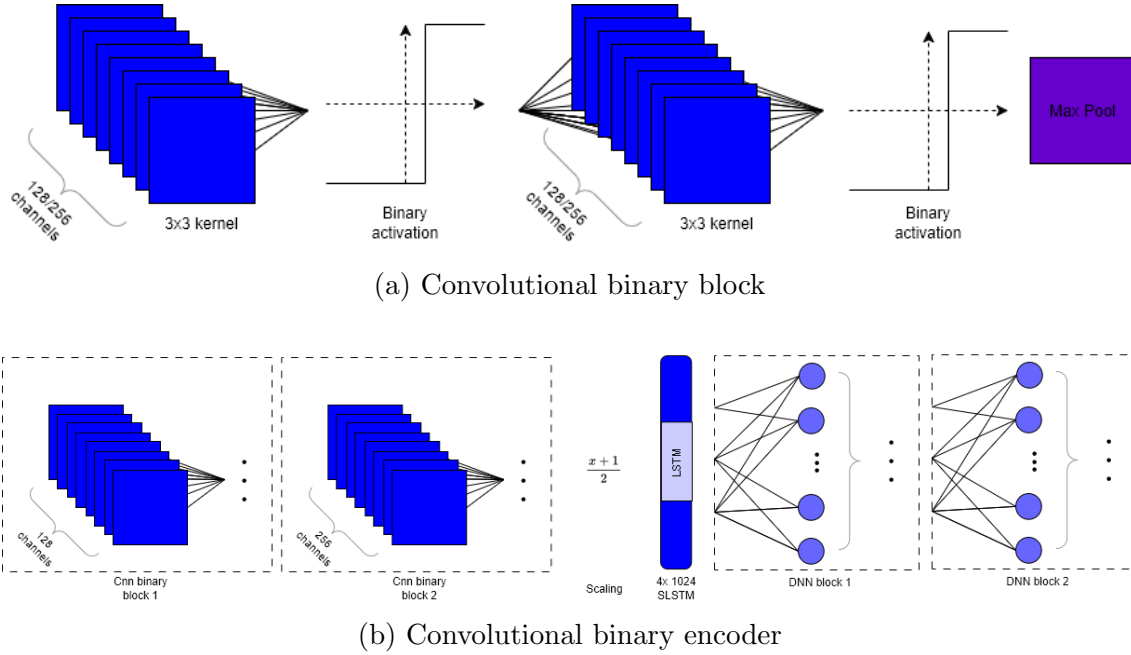 128/256
channels
3x3 kernel
Binary
activation
128/256
channels
3x3 kernel
Binary
activation
Max Pool
(a) Convolutional binary block
128
channels
Cnn binary
block 1
256
channels
Cnn binary
block 2
x + 1
2
Scaling
LSTM
4x 1024
SLSTM
DNN block 1
DNN block 2
(b) Convolutional binary encoder